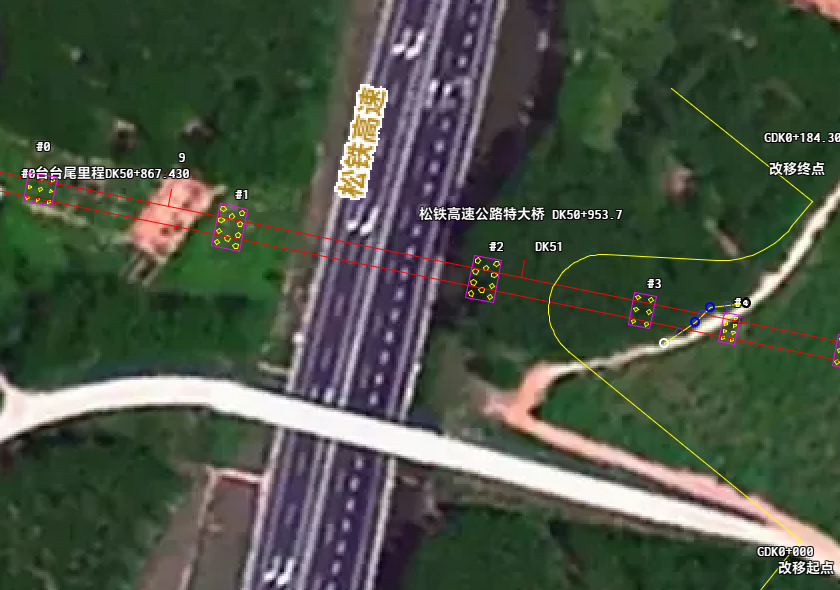 松铁高速
#0
#0台台尾里程DK50+867.430
9
#1
松铁高速公路特大桥 DK50+953.7
#2
DK51
#3
#4
GDK0+184.30
改移终点
GDK0+000
改移起点